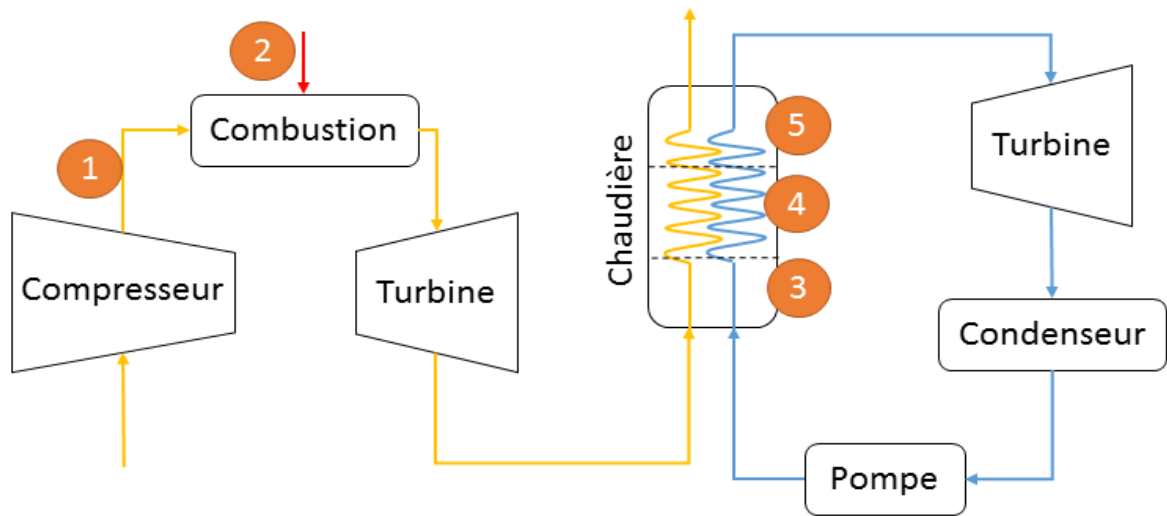 2
Combustion
1
Compresseur
Turbine
Chaudière
5
4
3
Turbine
Condenseur
Pompe